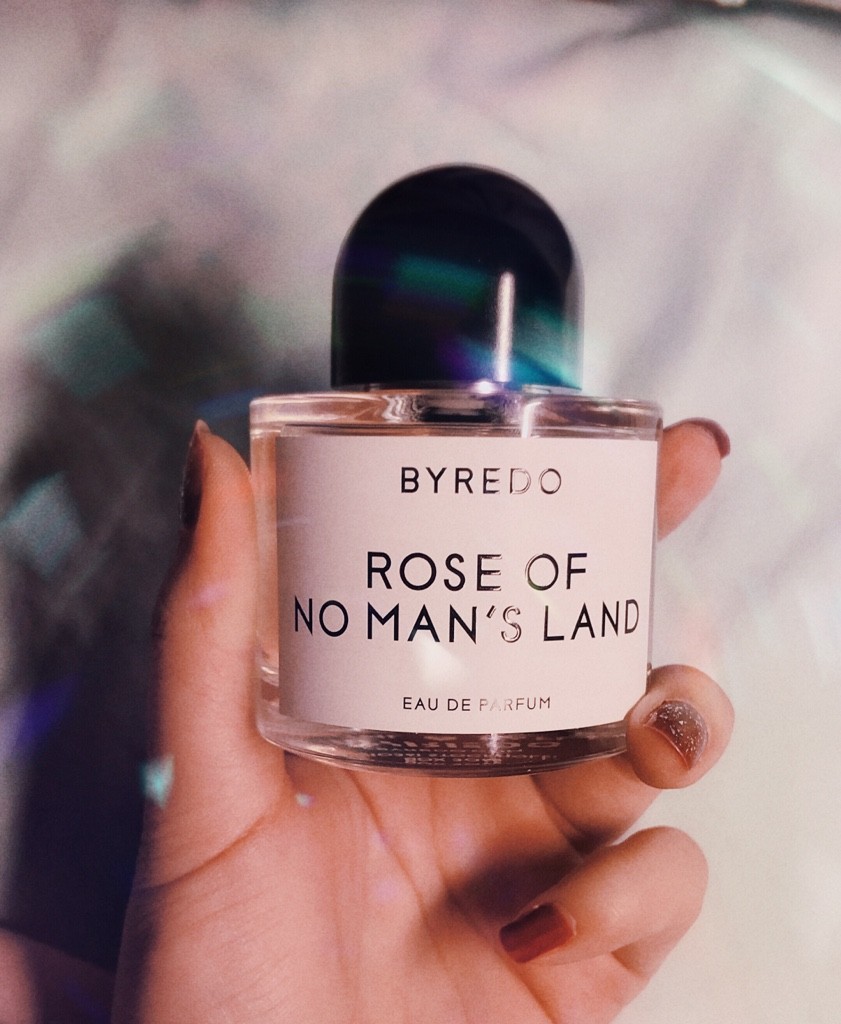 BYREDO
ROSE OF
NO MAN'S LAND
EAU DE PARFUM